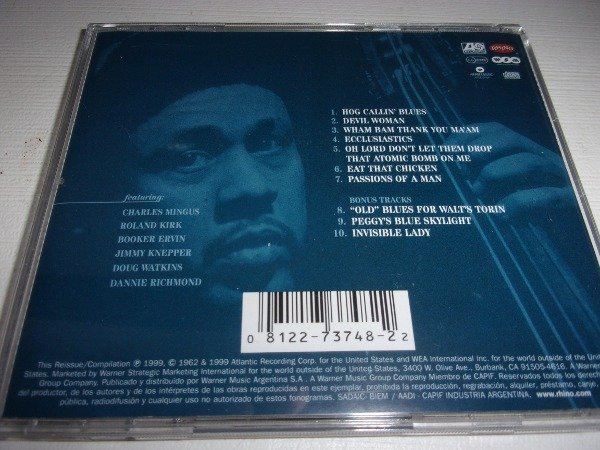 1. HOG CALLIN' BLUES
2. DEVIL WOMAN
3. WHAM BAM THANK YOU MA'AM
4. ECCLUSIASTICS
5. OH LORD DON'T LET THEM DROP
THAT ATOMIC BOMB ON ME
6. EAT THAT CHICKEN
7. PASSIONS OF A MAN
BONUS TRACKS
8. "OLD" BLUES FOR WALT'S TORIN
9. PEGGY'S BLUE SKYLIGHT
10. INVISIBLE LADY
featuring:
CHARLES MINGUS
ROLAND KIRK
BOOKER ERVIN
JIMMY KNEPPER
DOUG WATKINS
DANNIE RICHMOND
0 8122-73748-2 2
This Reissue/Compilation ℗ 1999, © 1962 & 1999 Atlantic Recording Corp. for the United States and WEA International Inc. for the world outside of the United
States. Marketed by Warner Strategic Marketing International for the world outside of the United States, 3400 W. Olive Ave., Burbank, CA 91505-4616. A Warner Music
Group Company. Publicado y distribuido por Warner Music Argentina S.A. A Warner Music Group Company Miembro de CAPIF. Reservados todos los derechos
del productor, de los autores y de los intérpretes de las obras reproducidas en este ejemplar, prohibida la reproducción, regrabación, alquiler, préstamo, canje,
pública, radiodifusión y cualquier uso no autorizado de estos fonogramas. SADAIC- BIEM / AADI - CAPIF INDUSTRIA ARGENTINA. www.rhino.com